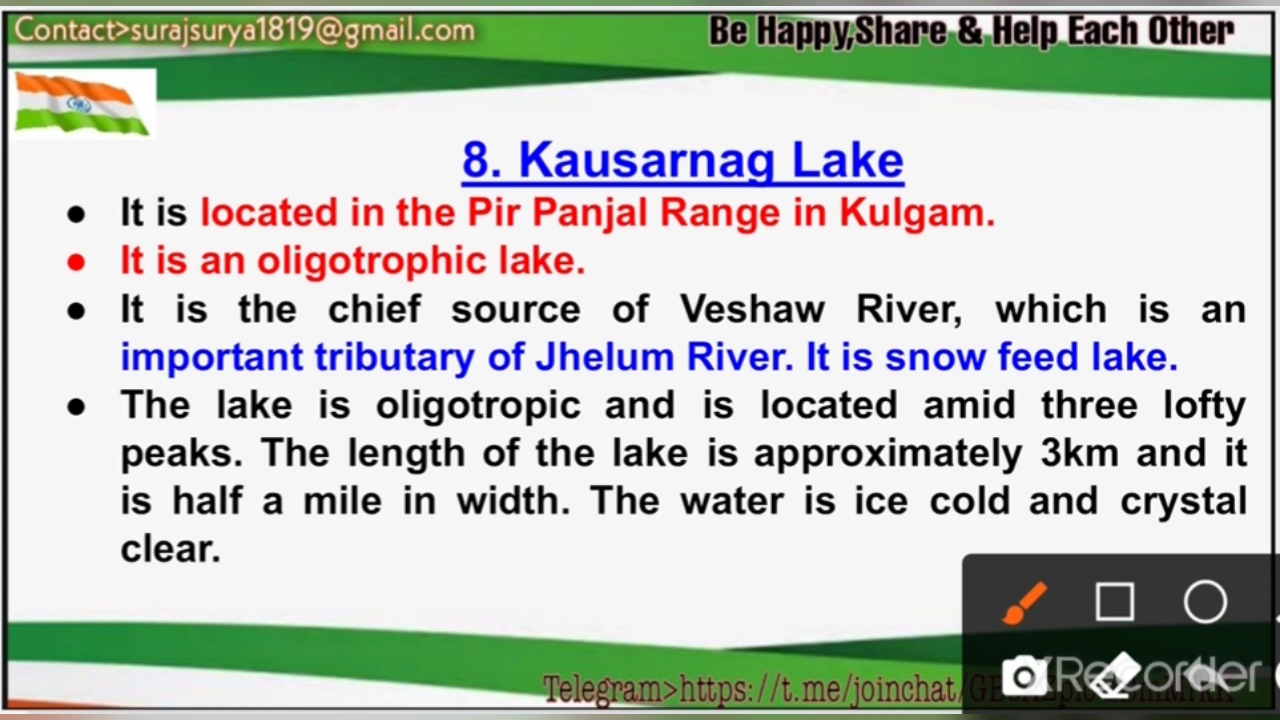 Contact>surajsurya1819@gmail.com
Be Happy,Share & Help Each Other
8. Kausarnag Lake
● It is located in the Pir Panjal Range in Kulgam.
● It is an oligotrophic lake.
● It is the chief source of Veshaw River, which is an
important tributary of Jhelum River. It is snow feed lake.
● The lake is oligotropic and is located amid three lofty
peaks. The length of the lake is approximately 3km and it
is half a mile in width. The water is ice cold and crystal
clear.
XRecorder
Telegram>https://t.me/joinchat/